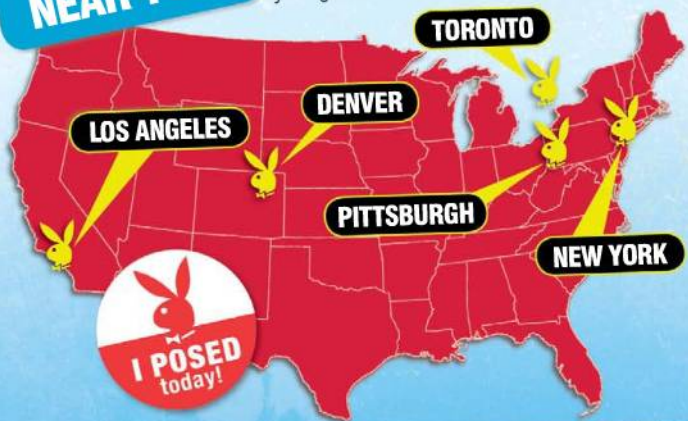 NEAR
TORONTO
DENVER
LOS ANGELES
PITTSBURGH
NEW YORK
I POSED
today!